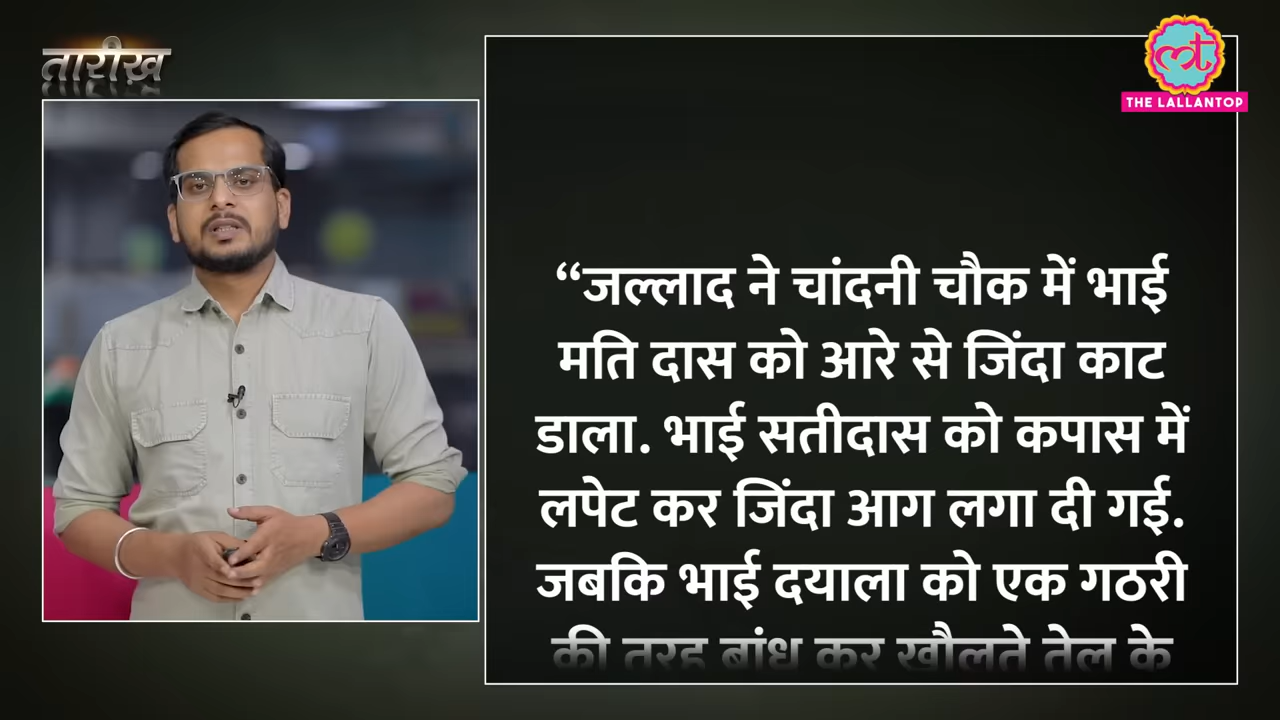 तारीख़
THE LALLANTOP
“जल्लाद ने चांदनी चौक में भाई
मति दास को आरे से जिंदा काट
डाला. भाई सतीदास को कपास में
लपेट कर जिंदा आग लगा दी गई.
जबकि भाई दयाला को एक गठरी
की तरह बांध कर खौलते तेल के